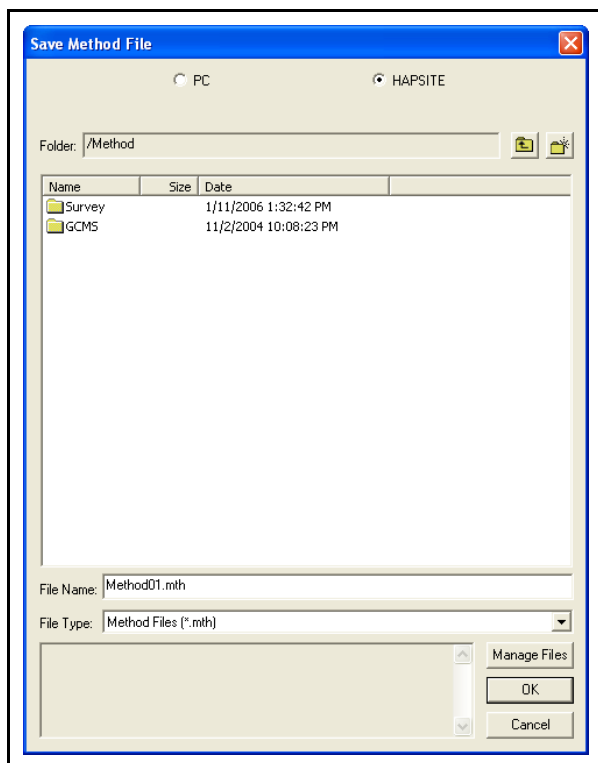 Save Method File
PC HAPSITE
Folder: /Method
Name Size Date
Survey 1/11/2006 1:32:42 PM
GCMS 11/2/2004 10:08:23 PM
File Name: Method01.mth
File Type: Method Files (*.mth)
Manage Files
OK
Cancel